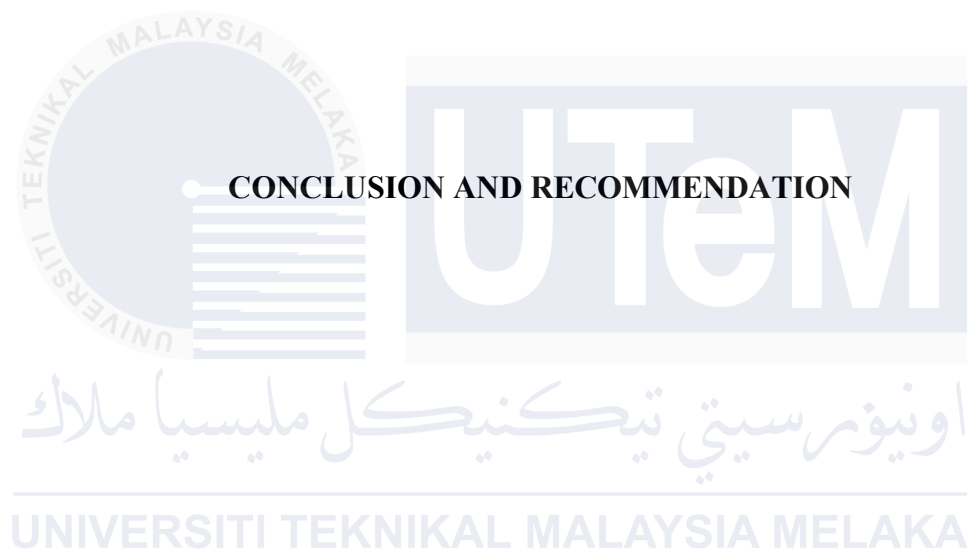 UNIVERSITI TEKNIKAL MALAYSIA MELAKA
UTeM
CONCLUSION AND RECOMMENDATION
اونيۏرسيتي تيكنيكل مليسيا ملاك
UNIVERSITI TEKNIKAL MALAYSIA MELAKA